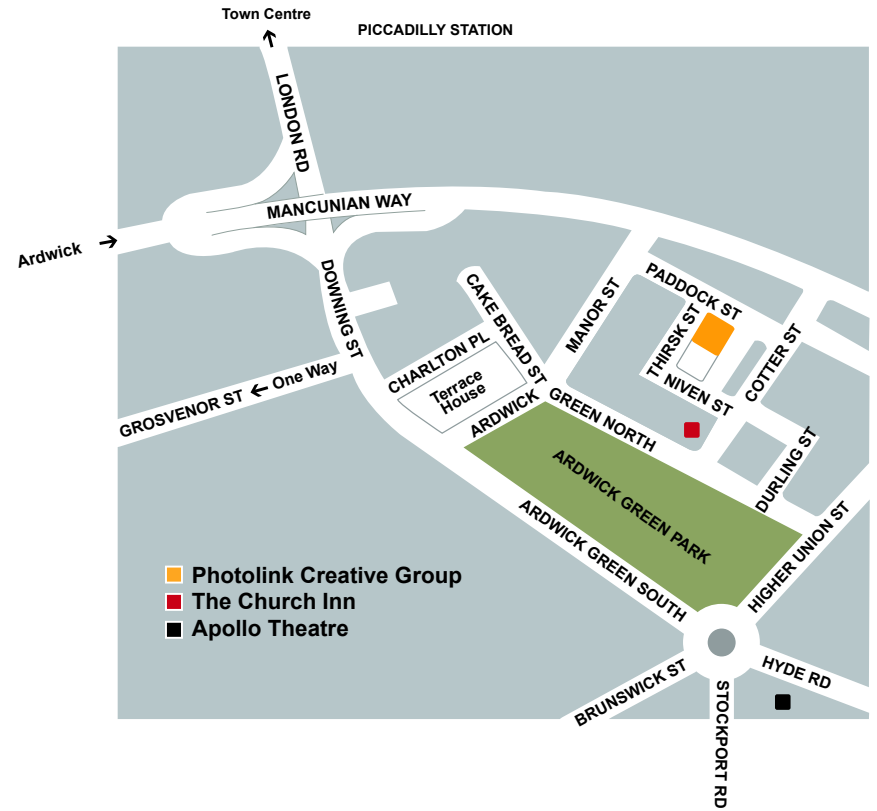 Town Centre
PICCADILLY STATION
LONDON RD
MANCUNIAN WAY
Ardwick
DOWNING ST
CAKE BREAD ST
MANOR ST
PADDOCK ST
THIRSK ST
COTTER ST
NIVEN ST
CHARLTON PL
Terrace
House
GROSVENOR ST
One Way
ARDWICK
GREEN NORTH
DURLING ST
ARDWICK GREEN PARK
ARDWICK GREEN SOUTH
HIGHER UNION ST
Photolink Creative Group
The Church Inn
Apollo Theatre
BRUNSWICK ST
HYDE RD
STOCKPORT RD